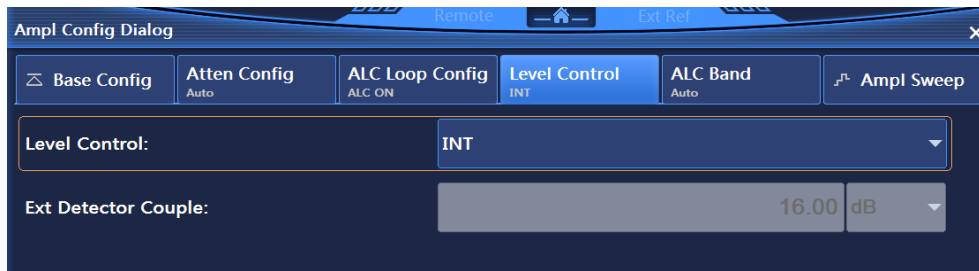 Remote
Ext Ref
Ampl Config Dialog
Base Config
Atten Config
Auto
ALC Loop Config
ALC ON
Level Control
INT
ALC Band
Auto
Ampl Sweep
Level Control:
INT
Ext Detector Couple:
16.00 dB